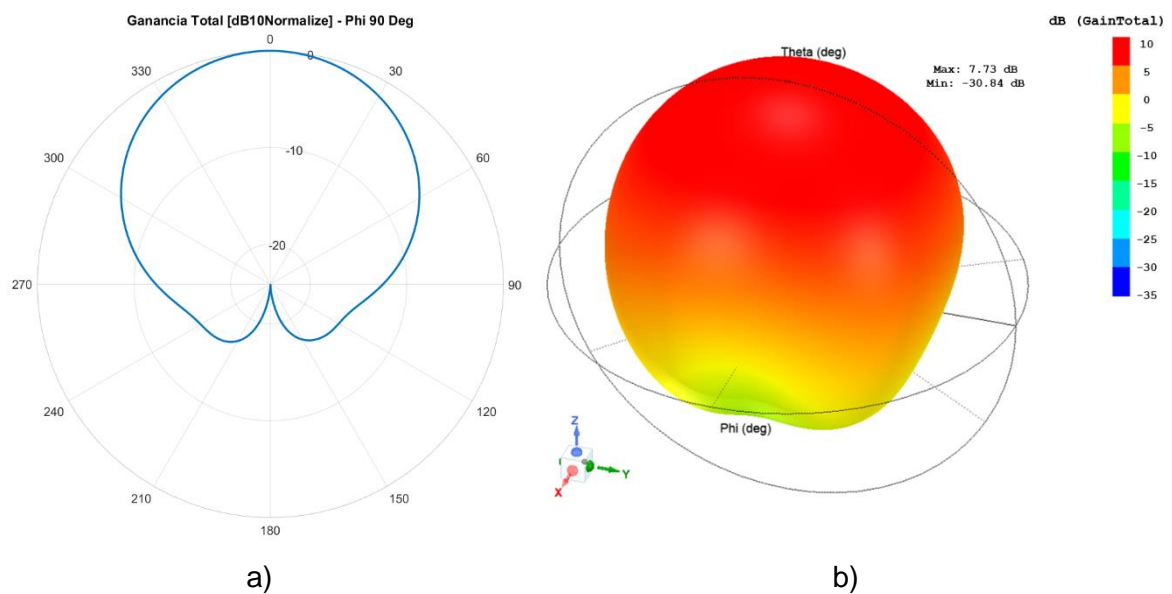 Ganancia Total [dB10Normalize] - Phi 90 Deg
0
0
330
30
-10
300
60
-20
270
90
240
120
210
150
180
a)
dB (GainTotal)
Theta (deg)
Max: 7.73 dB
Min: -30.84 dB
10
5
0
-5
-10
-15
-20
-25
-30
-35
Phi (deg)
Z
Y
X
b)